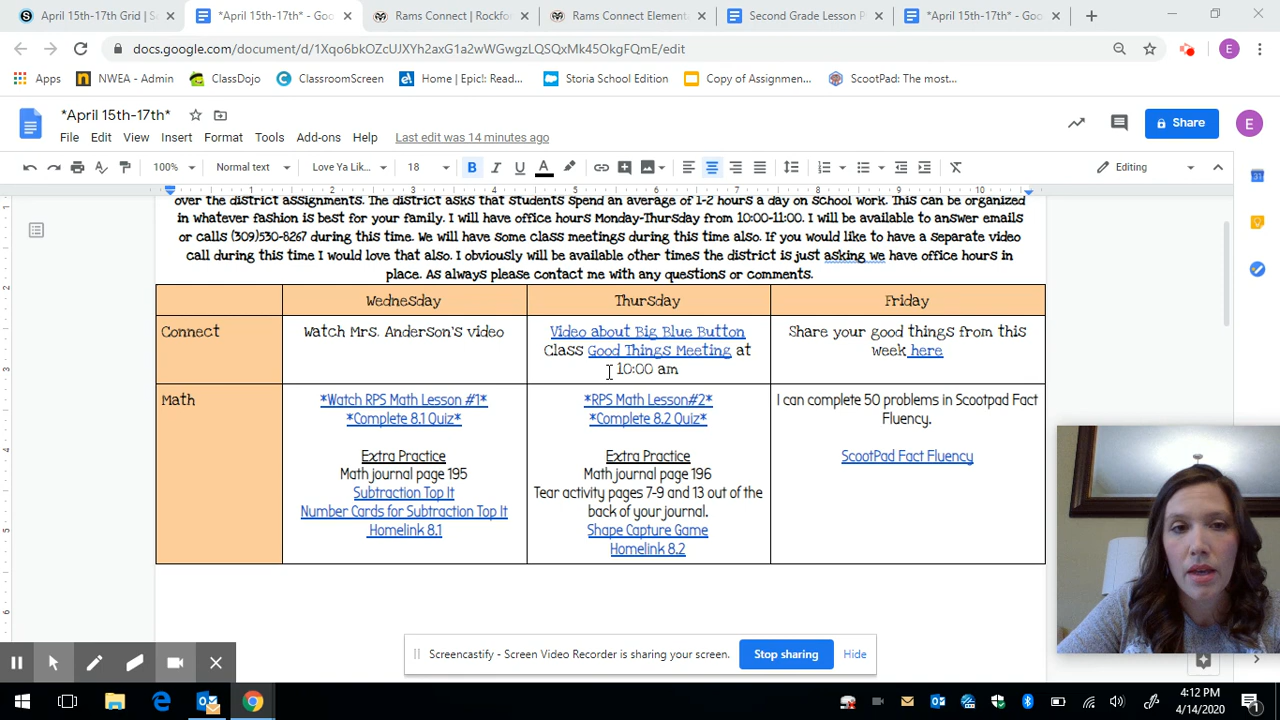 April 15th-17th Grid | S
*April 15th-17th* - Goo
Rams Connect | Rockfor
Rams Connect Elementa
Second Grade Lesson P
*April 15th-17th* - Goo
docs.google.com/document/d/1Xqo6bkOZcUJXYh2axG1a2wWGwgzLQSQxMk45OkgFQmE/edit
E
Apps
NWEA - Admin
ClassDojo
ClassroomScreen
Home | Epic!: Read...
Storia School Edition
Copy of Assignmen...
ScootPad: The most...
*April 15th-17th*
File Edit View Insert Format Tools Add-ons Help Last edit was 14 minutes ago
Share
E
100% Normal text Love Ya Lik... 18 B I U A Editing
1 2 3 4 5 6 7 8 9 10
over the district assignments. The district asks that students spend an average of 1-2 hours a day on school work. This can be organized
in whatever fashion is best for your family. I will have office hours Monday-Thursday from 10:00-11:00. I will be available to answer emails
or calls (309)530-8267 during this time. We will have some class meetings during this time also. If you would like to have a separate video
call during this time I would love that also. I obviously will be available other times the district is just asking we have office hours in
place. As always please contact me with any questions or comments.
Wednesday Thursday Friday
Connect
Watch Mrs. Anderson's video
Video about Big Blue Button
Class Good Things Meeting at
10:00 am
Share your good things from this
week here
Math
*Watch RPS Math Lesson #1*
*Complete 8.1 Quiz*
Extra Practice
Math journal page 195
Subtraction Top It
Number Cards for Subtraction Top It
Homelink 8.1
*RPS Math Lesson#2*
*Complete 8.2 Quiz*
Extra Practice
Math journal page 196
Tear activity pages 7-9 and 13 out of the
back of your journal.
Shape Capture Game
Homelink 8.2
I can complete 50 problems in Scootpad Fact
Fluency.
ScootPad Fact Fluency
Screencastify - Screen Video Recorder is sharing your screen.
Stop sharing
Hide
4:12 PM
4/14/2020